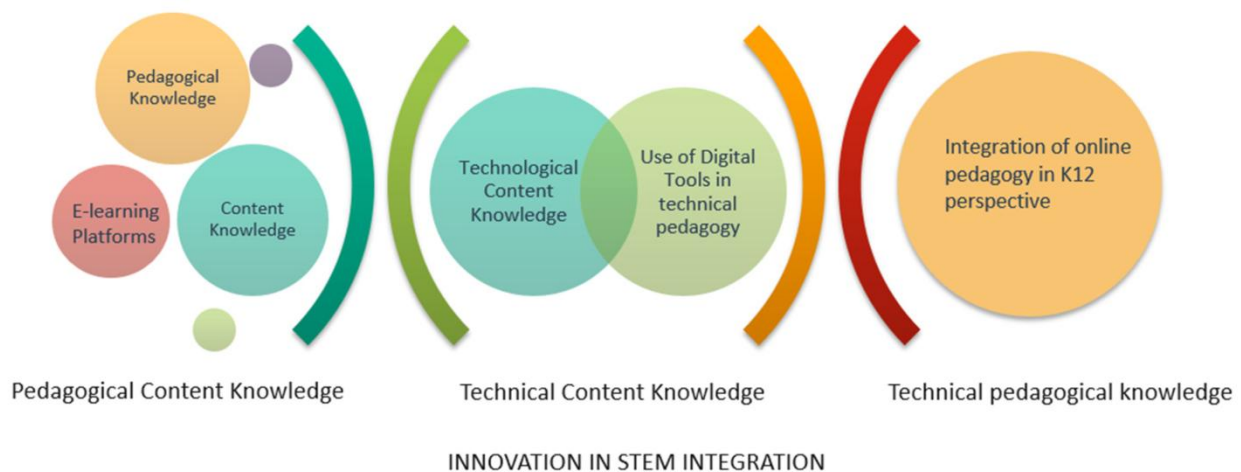 Pedagogical
Knowledge
E-learning
Platforms
Content
Knowledge
Technological
Content
Knowledge
Use of Digital
Tools in
technical
pedagogy
Integration of online
pedagogy in K12
perspective
Pedagogical Content Knowledge
Technical Content Knowledge
Technical pedagogical knowledge
INNOVATION IN STEM INTEGRATION